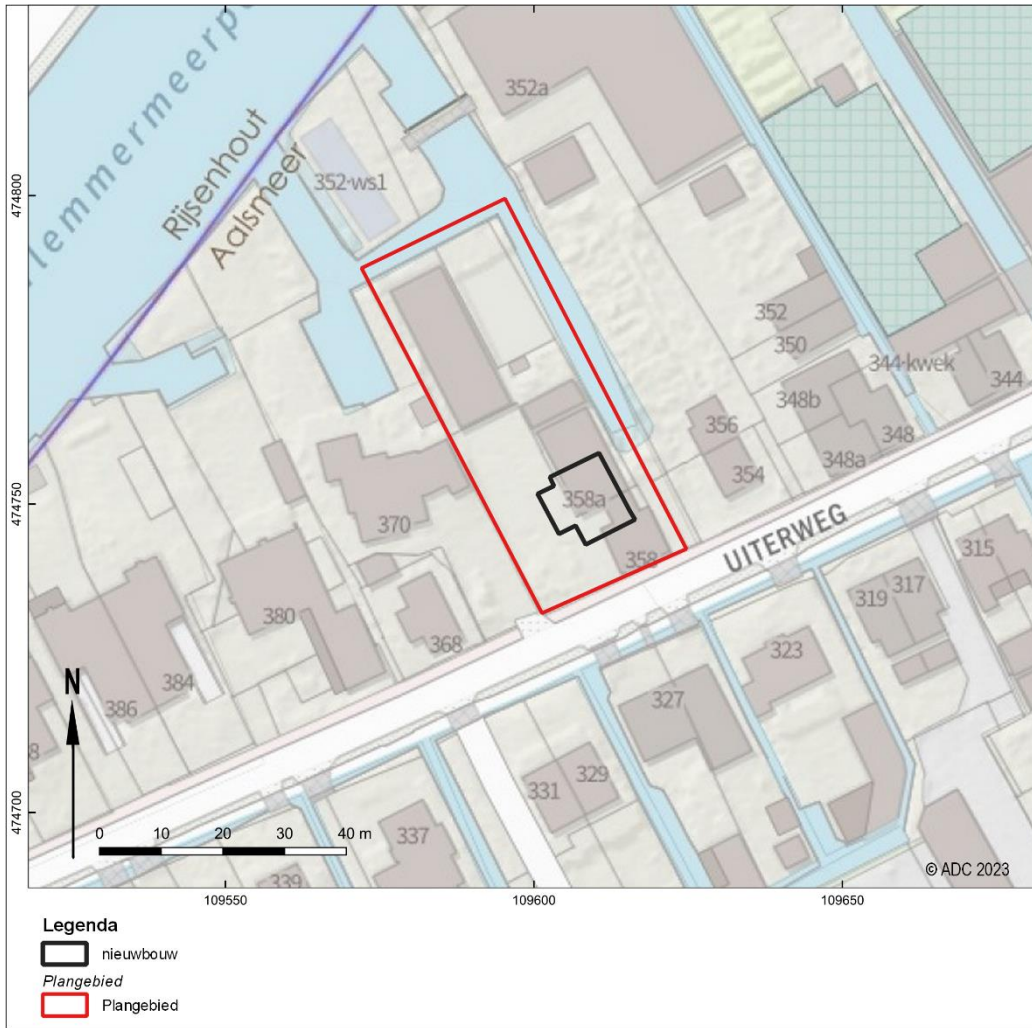 lemmermeerp
Rijsenhout
Aalsmeer
352a
352-ws1
474800
352
350
344-kwek
344
348b
348
348a
356
354
358a
358
474750
370
UITERWEG
315
317
319
380
368
323
384
386
327
8
N
331
329
474700
0 10 20 30 40 m
337
339
© ADC 2023
109550
109600
109650
Legenda
nieuwbouw
Plangebied
Plangebied